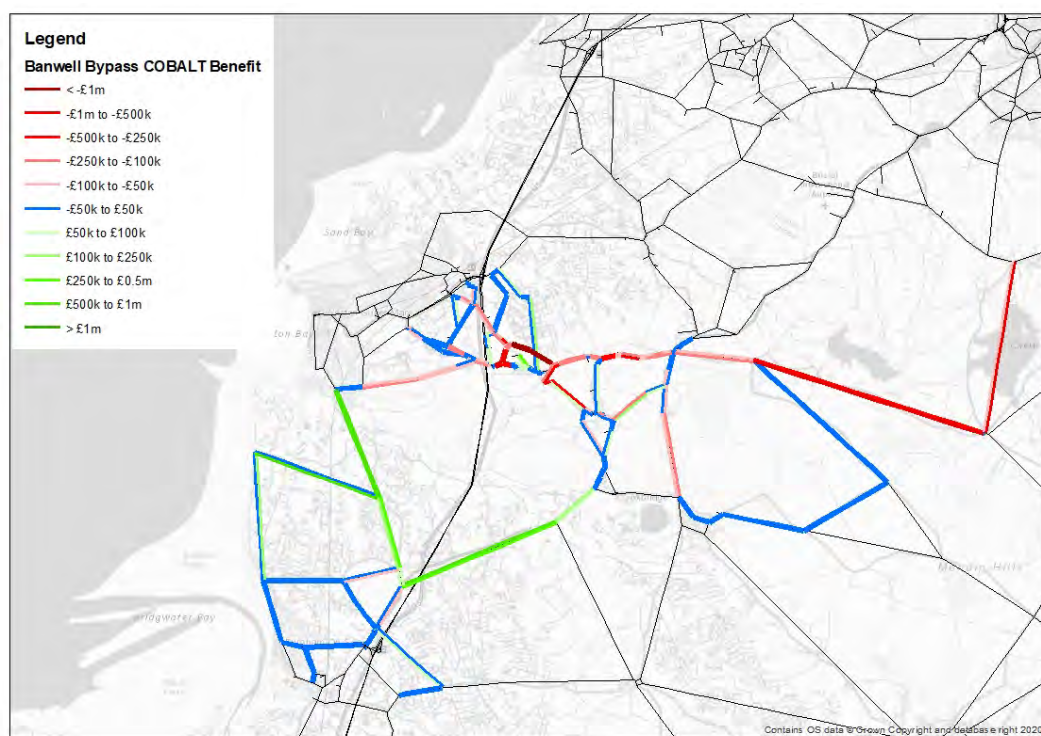 Legend
Banwell Bypass COBALT Benefit
< -£1m
-£1m to -£500k
-£500k to -£250k
-£250k to -£100k
-£100k to -£50k
-£50k to £50k
£50k to £100k
£100k to £250k
£250k to £0.5m
£500k to £1m
> £1m
Sand Bay
ton Bay
Bay
Contains OS data © Crown Copyright and database right 2020